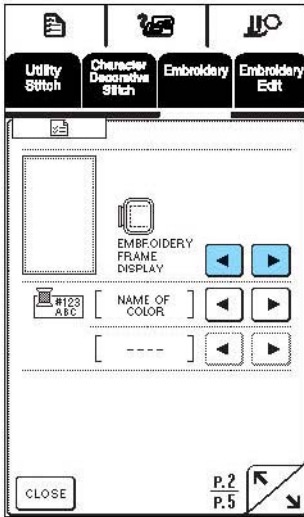 Utility
Stitch
Character
Decorative
Stitch
Embroidery
Embroidery
Edit
EMBROIDERY
FRAME
DISPLAY
#123
ABC
[ NAME OF
COLOR ]
[ ---- ]
CLOSE
P.2
P.5